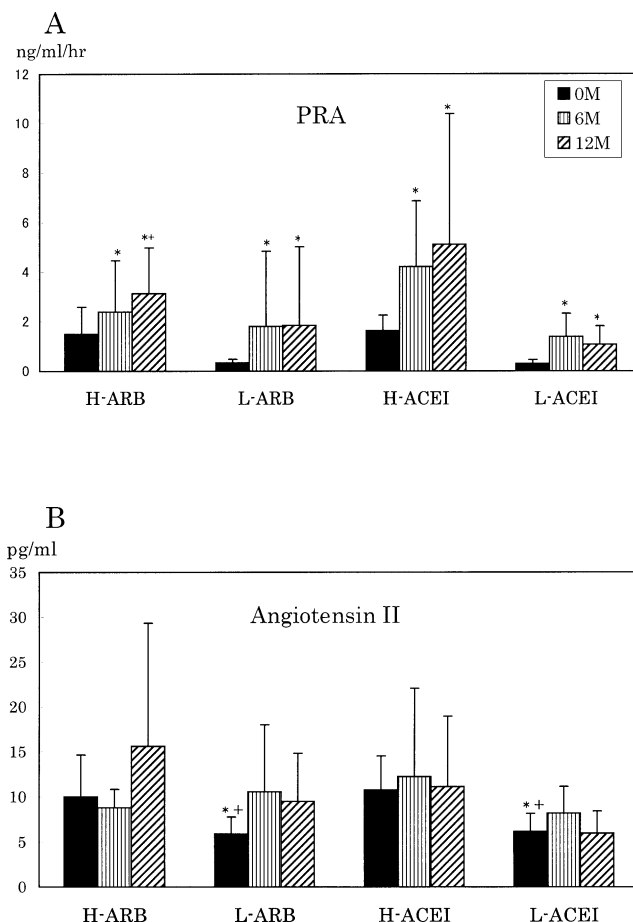 A
ng/ml/hr
12
10
8
6
4
2
0
PRA
0M
6M
12M
*
*+
*
*
*
*
*
*
H-ARB
L-ARB
H-ACEI
L-ACEI
B
pg/ml
35
30
25
20
15
10
5
0
Angiotensin II
*+
*+
H-ARB
L-ARB
H-ACEI
L-ACEI